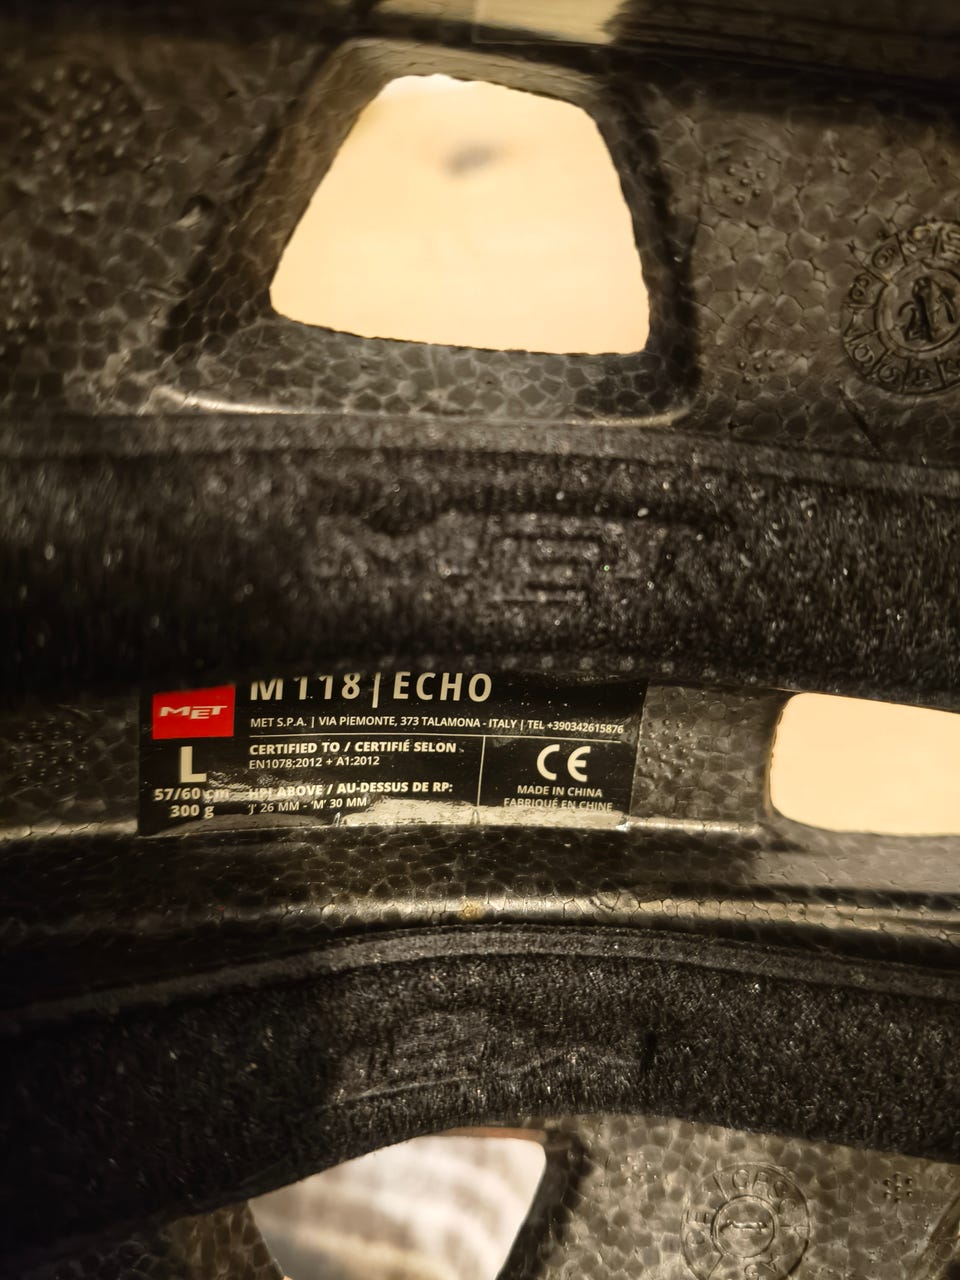 MET
M 118 | ECHO
MET
MET S.P.A. | VIA PIEMONTE, 373 TALAMONA - ITALY | TEL +390342615876
L
57/60 cm
300 g
CERTIFIED TO / CERTIFIÉ SELON
EN1078:2012 + A1:2012
HPI ABOVE / AU-DESSUS DE RP:
'J' 26 MM - 'M' 30 MM
CE
MADE IN CHINA
FABRIQUÉ EN CHINE